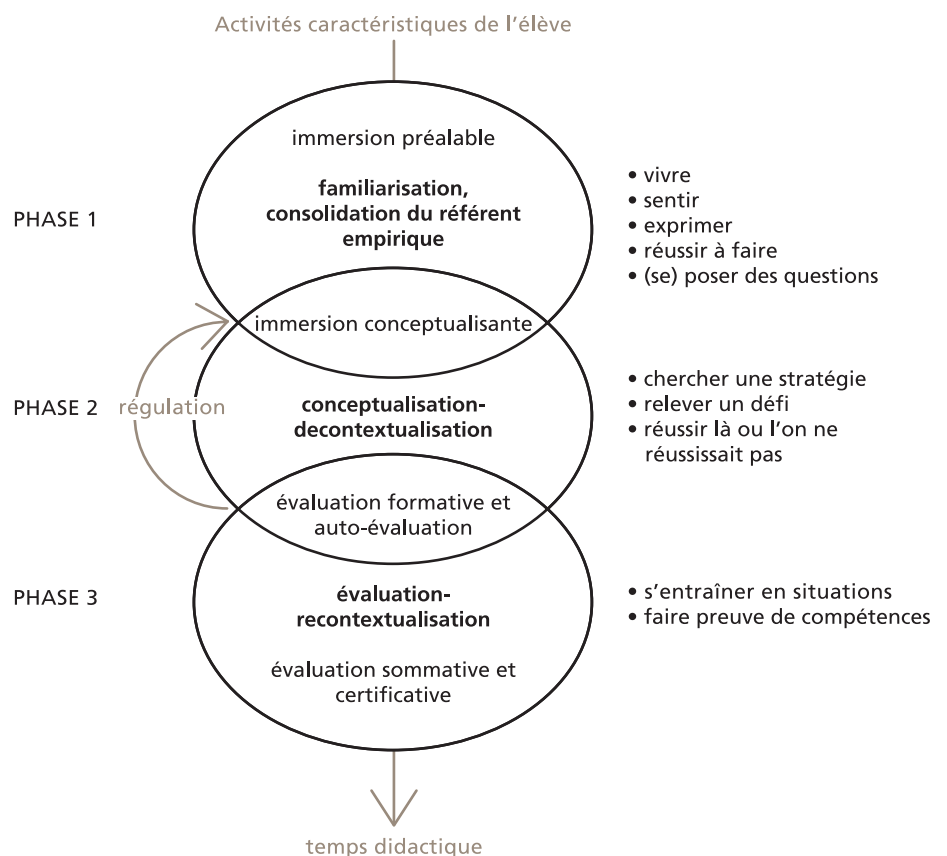 Activités caractéristiques de l'élève
immersion préalable
familiarisation,
consolidation du référent
empirique
PHASE 1
• vivre
• sentir
• exprimer
• réussir à faire
• (se) poser des questions
immersion conceptualisante
PHASE 2
régulation
conceptualisation-
decontextualisation
• chercher une stratégie
• relever un défi
• réussir là ou l'on ne
réussissait pas
évaluation formative et
auto-évaluation
PHASE 3
évaluation-
recontextualisation
• s'entraîner en situations
• faire preuve de compétences
évaluation sommative et
certificative
temps didactique